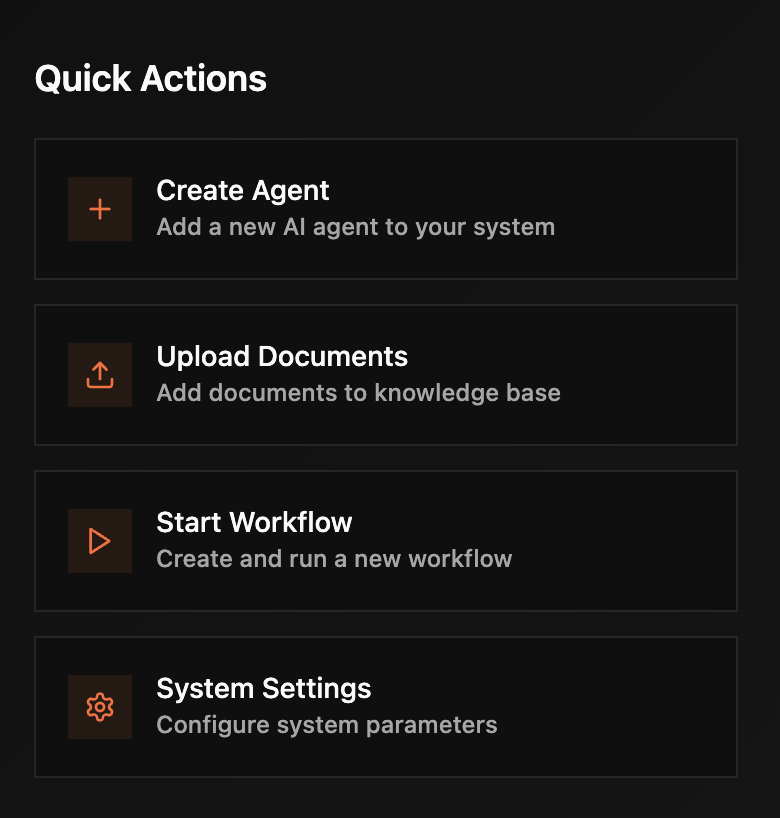 Quick Actions
Create Agent
Add a new AI agent to your system
Upload Documents
Add documents to knowledge base
Start Workflow
Create and run a new workflow
System Settings
Configure system parameters